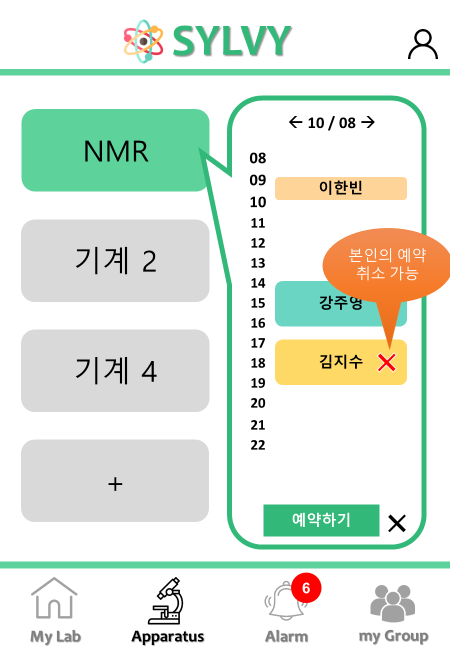 SYLVY
NMR
기계 2
기계 4
+
← 10 / 08 →
08
09
이한빈
10
11
12
13
본인의 예약
취소 가능
14
15
강주영
16
17
18
김지수
19
20
21
22
예약하기
My Lab
Apparatus
Alarm
6
my Group